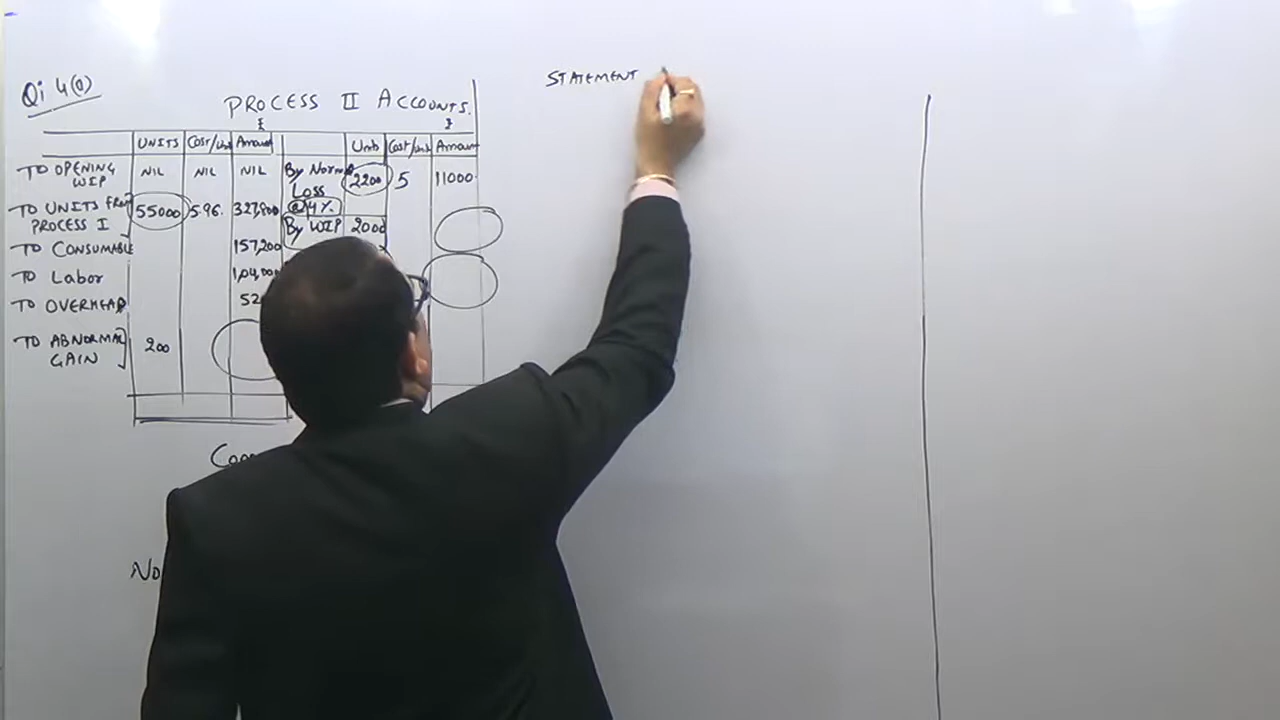 Qi 4(a)
PROCESS II ACCOUNTS.
£ £
UNITS Cost/Unit Amount Units Cost/Unit Amount
TO OPENING WIP NIL NIL NIL By Normal Loss @ 4% 2200 5 11000
TO UNITS From PROCESS I 55000 5.96. 327,800 By WIP 2000
TO CONSUMABLE 157,200
TO Labor 1,04,000
TO OVERHEAD
TO ABNORMAL GAIN 200
STATEMENT